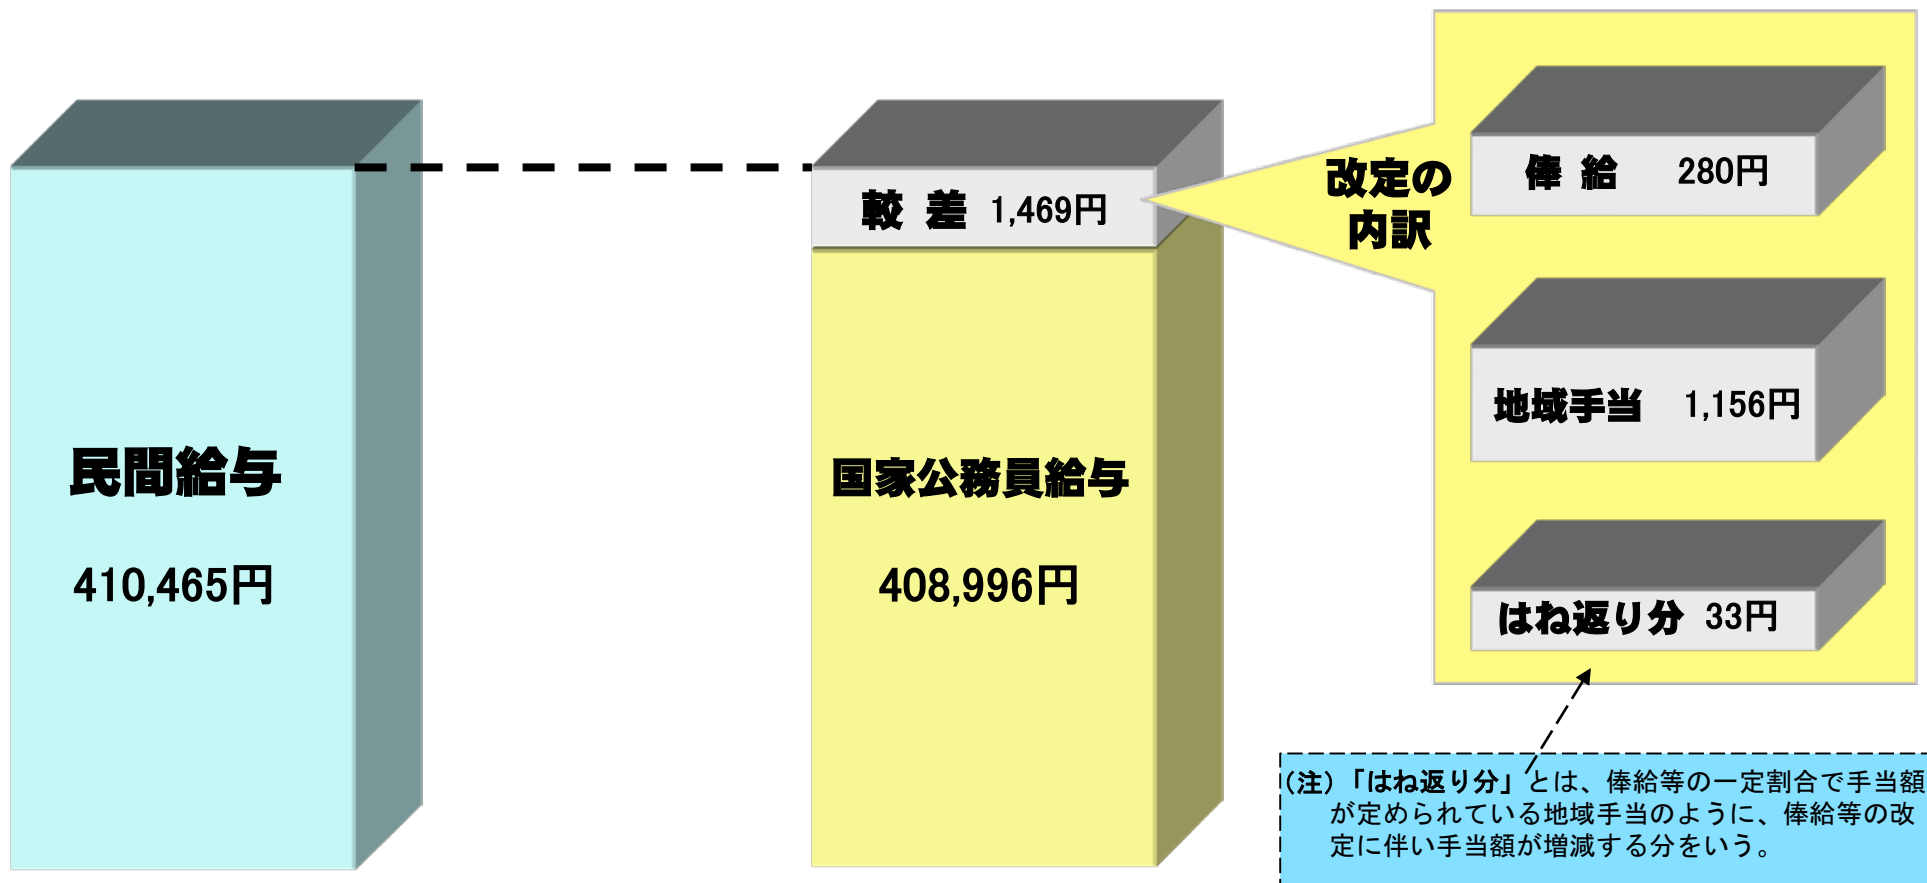 民間給与
410,465円
較 差 1,469円
国家公務員給与
408,996円
改定の
内訳
俸 給 280円
地域手当 1,156円
はね返り分 33円
(注)「はね返り分」とは、俸給等の一定割合で手当額
が定められている地域手当のように、俸給等の改
定に伴い手当額が増減する分をいう。